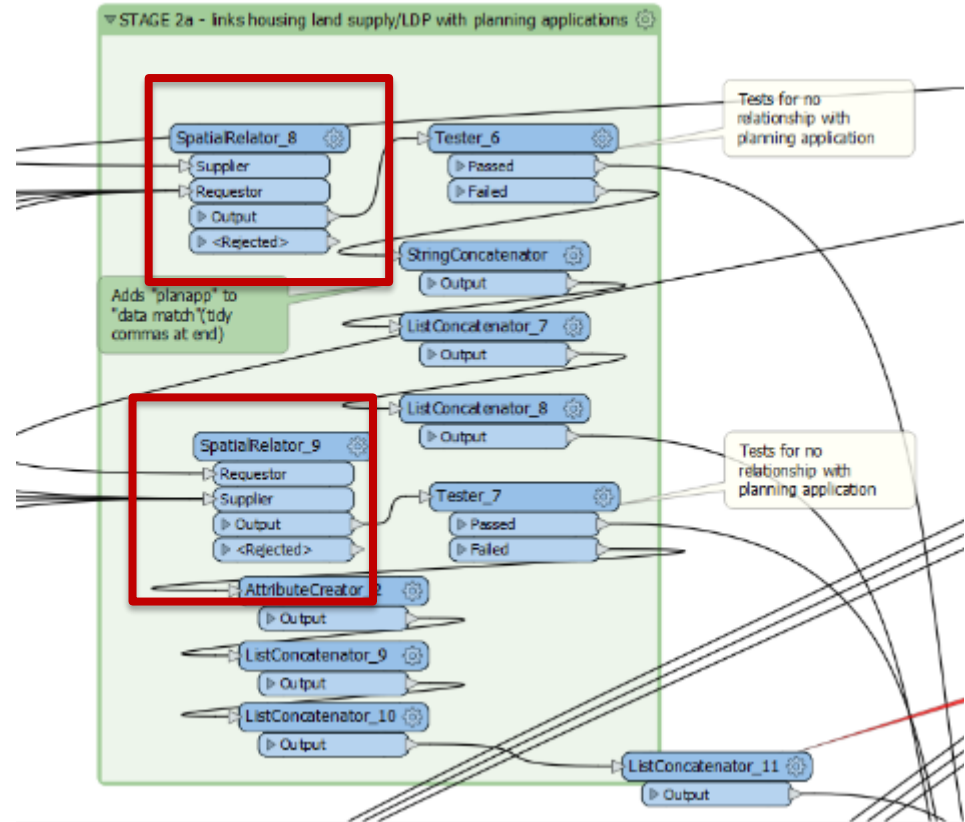 STAGE 2a - links housing land supply/LDP with planning applications
Tests for no
relationship with
planning application
SpatialRelator_8
Supplier
Requestor
Output
<Rejected>
Tester_6
Passed
Failed
StringConcatenator
Output
Adds "planapp" to
"data match"(tidy
commas at end)
ListConcatenator_7
Output
ListConcatenator_8
Output
SpatialRelator_9
Requestor
Supplier
Output
<Rejected>
Tests for no
relationship with
planning application
Tester_7
Passed
Failed
AttributeCreator_2
Output
ListConcatenator_9
Output
ListConcatenator_10
Output
ListConcatenator_11
Output